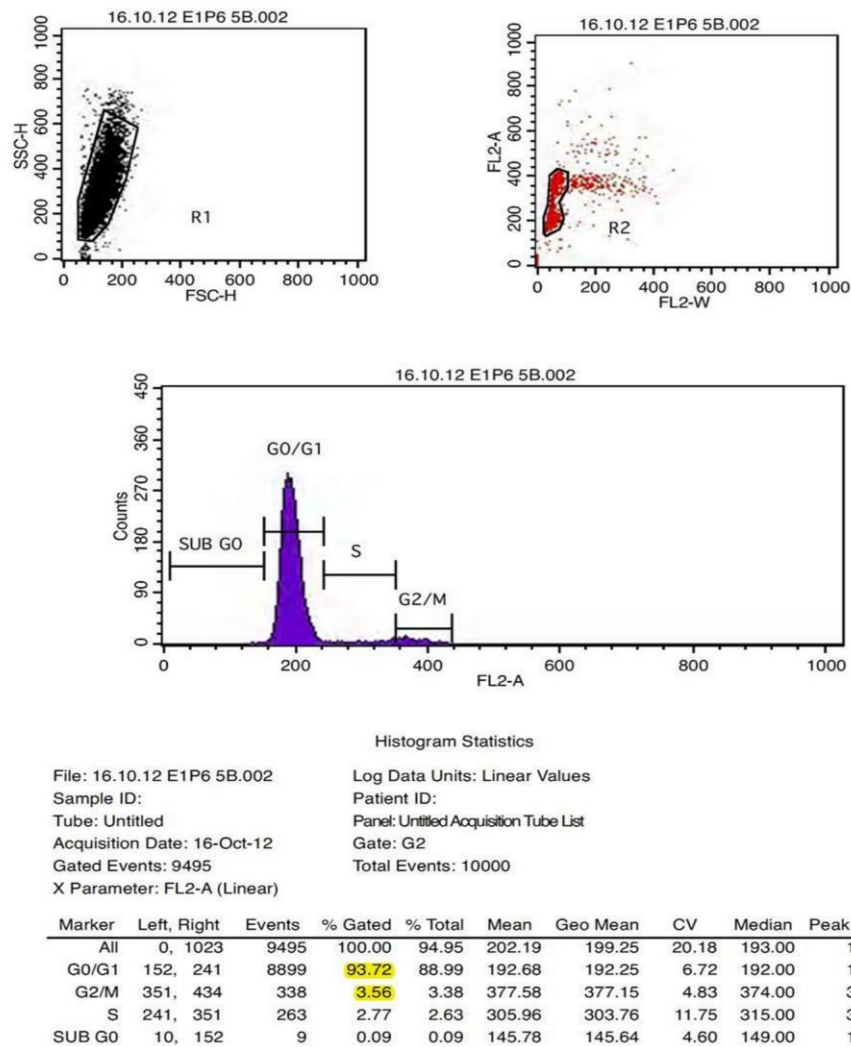 16.10.12 E1P6 5B.002
1000
800
600
400
200
0
SSC-H
R1
0 200 400 600 800 1000
FSC-H
16.10.12 E1P6 5B.002
1000
800
600
400
200
0
FL2-A
R2
0 200 400 600 800 1000
FL2-W
16.10.12 E1P6 5B.002
450
360
270
180
90
0
Counts
G0/G1
SUB G0
S
G2/M
0 200 400 600 800 1000
FL2-A
Histogram Statistics
File: 16.10.12 E1P6 5B.002 Log Data Units: Linear Values
Sample ID: Patient ID:
Tube: Untitled Panel: Untitled Acquisition Tube List
Acquisition Date: 16-Oct-12 Gate: G2
Gated Events: 9495 Total Events: 10000
X Parameter: FL2-A (Linear)
Marker Left, Right Events % Gated % Total Mean Geo Mean CV Median Peak
All 0, 1023 9495 100.00 94.95 202.19 199.25 20.18 193.00 1
G0/G1 152, 241 8899 93.72 88.99 192.68 192.25 6.72 192.00 1
G2/M 351, 434 338 3.56 3.38 377.58 377.15 4.83 374.00 3
S 241, 351 263 2.77 2.63 305.96 303.76 11.75 315.00 3
SUB G0 10, 152 9 0.09 0.09 145.78 145.64 4.60 149.00 1